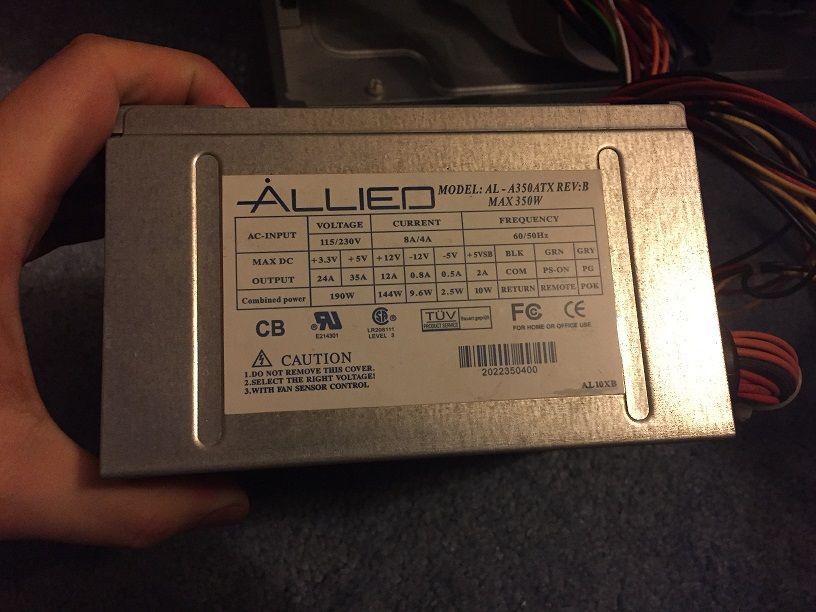 ALLIED MODEL: AL - A350ATX REV:B
MAX 350W
AC-INPUT VOLTAGE CURRENT FREQUENCY
115/230V 8A/4A 60/50Hz
MAX DC +3.3V +5V +12V -12V -5V +5VSB BLK GRN GRY
OUTPUT 24A 35A 12A 0.8A 0.5A 2A COM PS-ON PG
Combined power 190W 144W 9.6W 2.5W 10W RETURN REMOTE POK
CB
E214301
LR208111
LEVEL 3
TÜV
PRODUCT SERVICE
FC CE
FOR HOME OR OFFICE USE
CAUTION
1.DO NOT REMOVE THIS COVER.
2.SELECT THE RIGHT VOLTAGE!
3.WITH FAN SENSOR CONTROL
2022350400
AL10XB